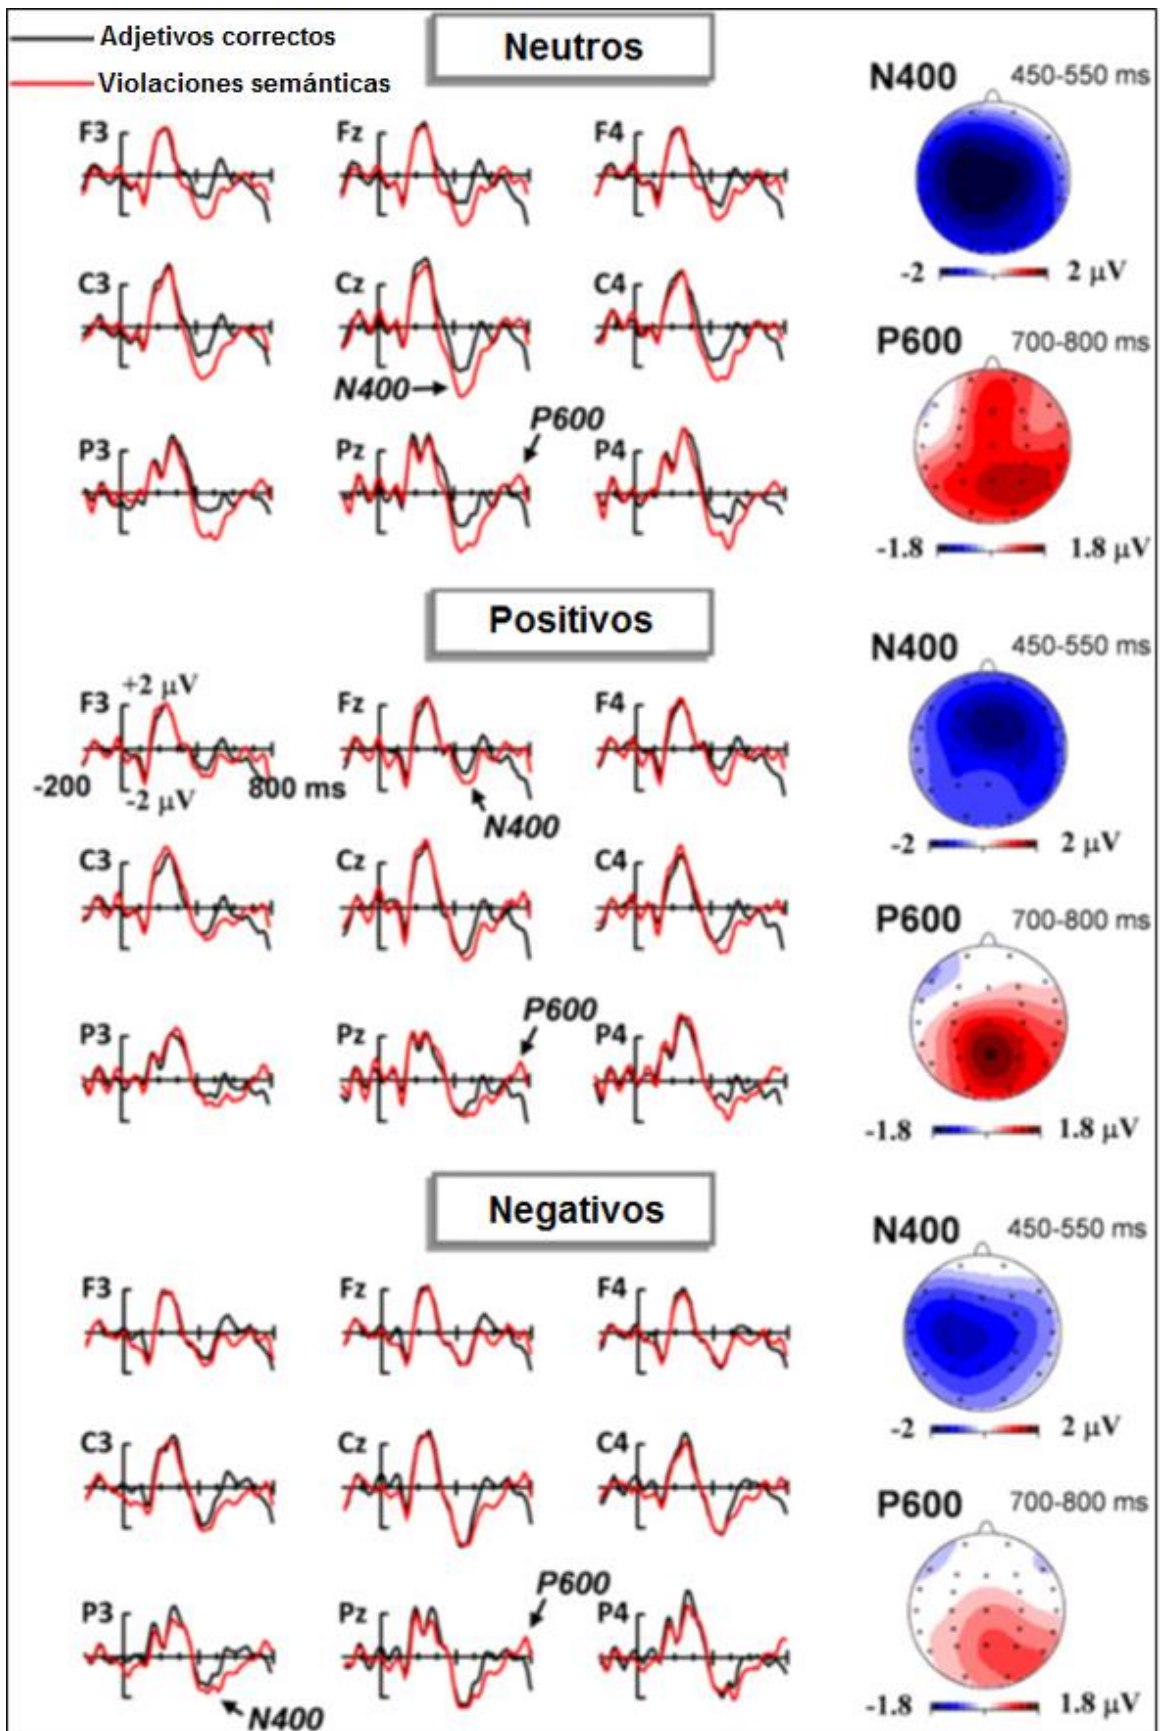 Adjetivos correctos
Violaciones semánticas
Neutros
F3 Fz F4
C3 Cz C4
N400
P600
P3 Pz P4
N400 450-550 ms
-2 2 μV
P600 700-800 ms
-1.8 1.8 μV
Positivos
F3 +2 μV Fz F4
-200 -2 μV 800 ms
N400
C3 Cz C4
P600
P3 Pz P4
N400 450-550 ms
-2 2 μV
P600 700-800 ms
-1.8 1.8 μV
Negativos
F3 Fz F4
C3 Cz C4
P600
P3 Pz P4
N400
N400 450-550 ms
-2 2 μV
P600 700-800 ms
-1.8 1.8 μV